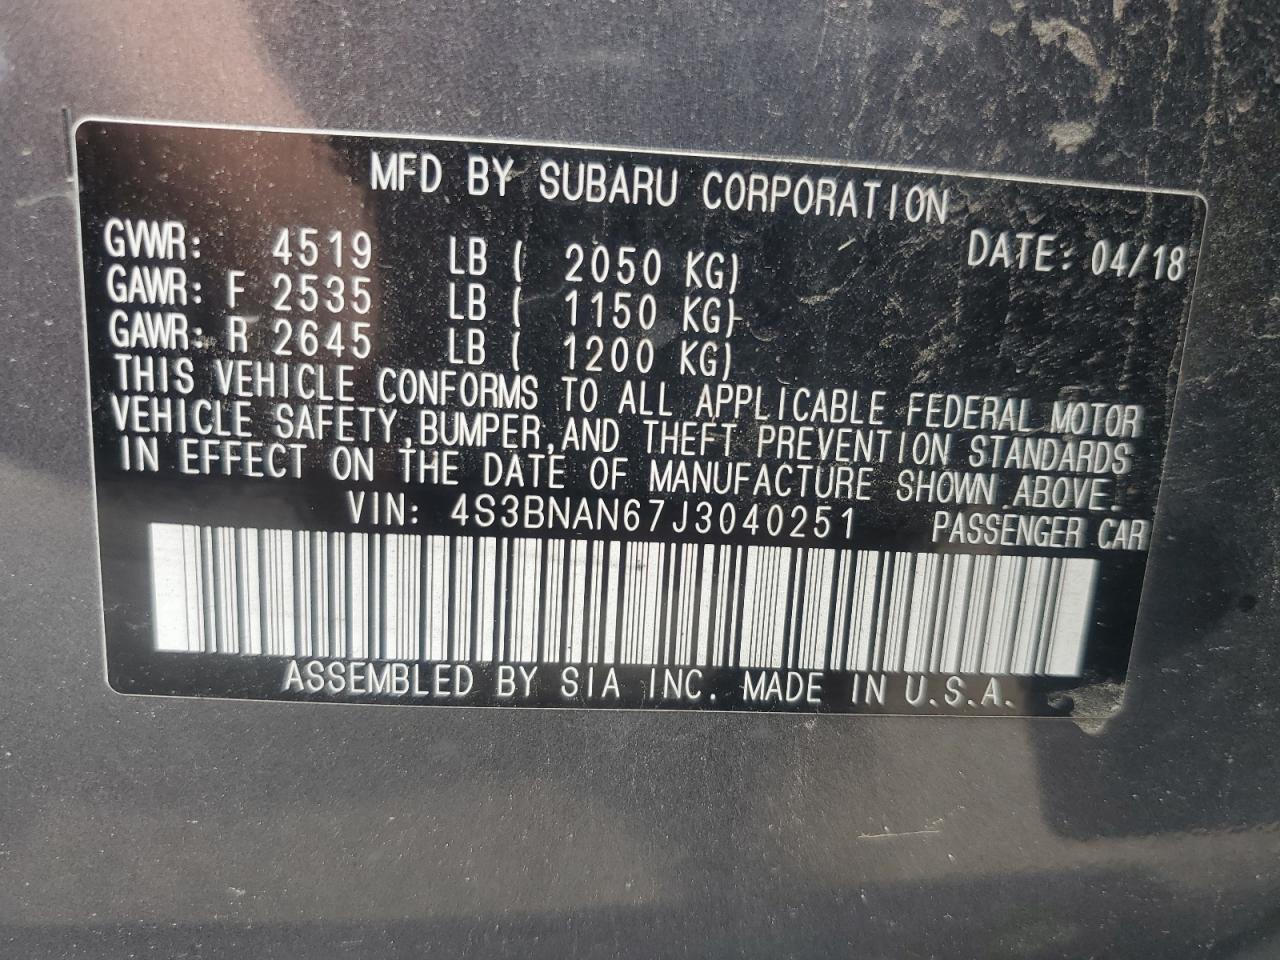 MFD BY SUBARU CORPORATION
GVWR: 4519 LB ( 2050 KG) DATE: 04/18
GAWR: F 2535 LB ( 1150 KG)
GAWR: R 2645 LB ( 1200 KG)
THIS VEHICLE CONFORMS TO ALL APPLICABLE FEDERAL MOTOR
VEHICLE SAFETY,BUMPER,AND THEFT PREVENTION STANDARDS
IN EFFECT ON THE DATE OF MANUFACTURE SHOWN ABOVE.
VIN: 4S3BNAN67J3040251 PASSENGER CAR
ASSEMBLED BY SIA INC. MADE IN U.S.A.